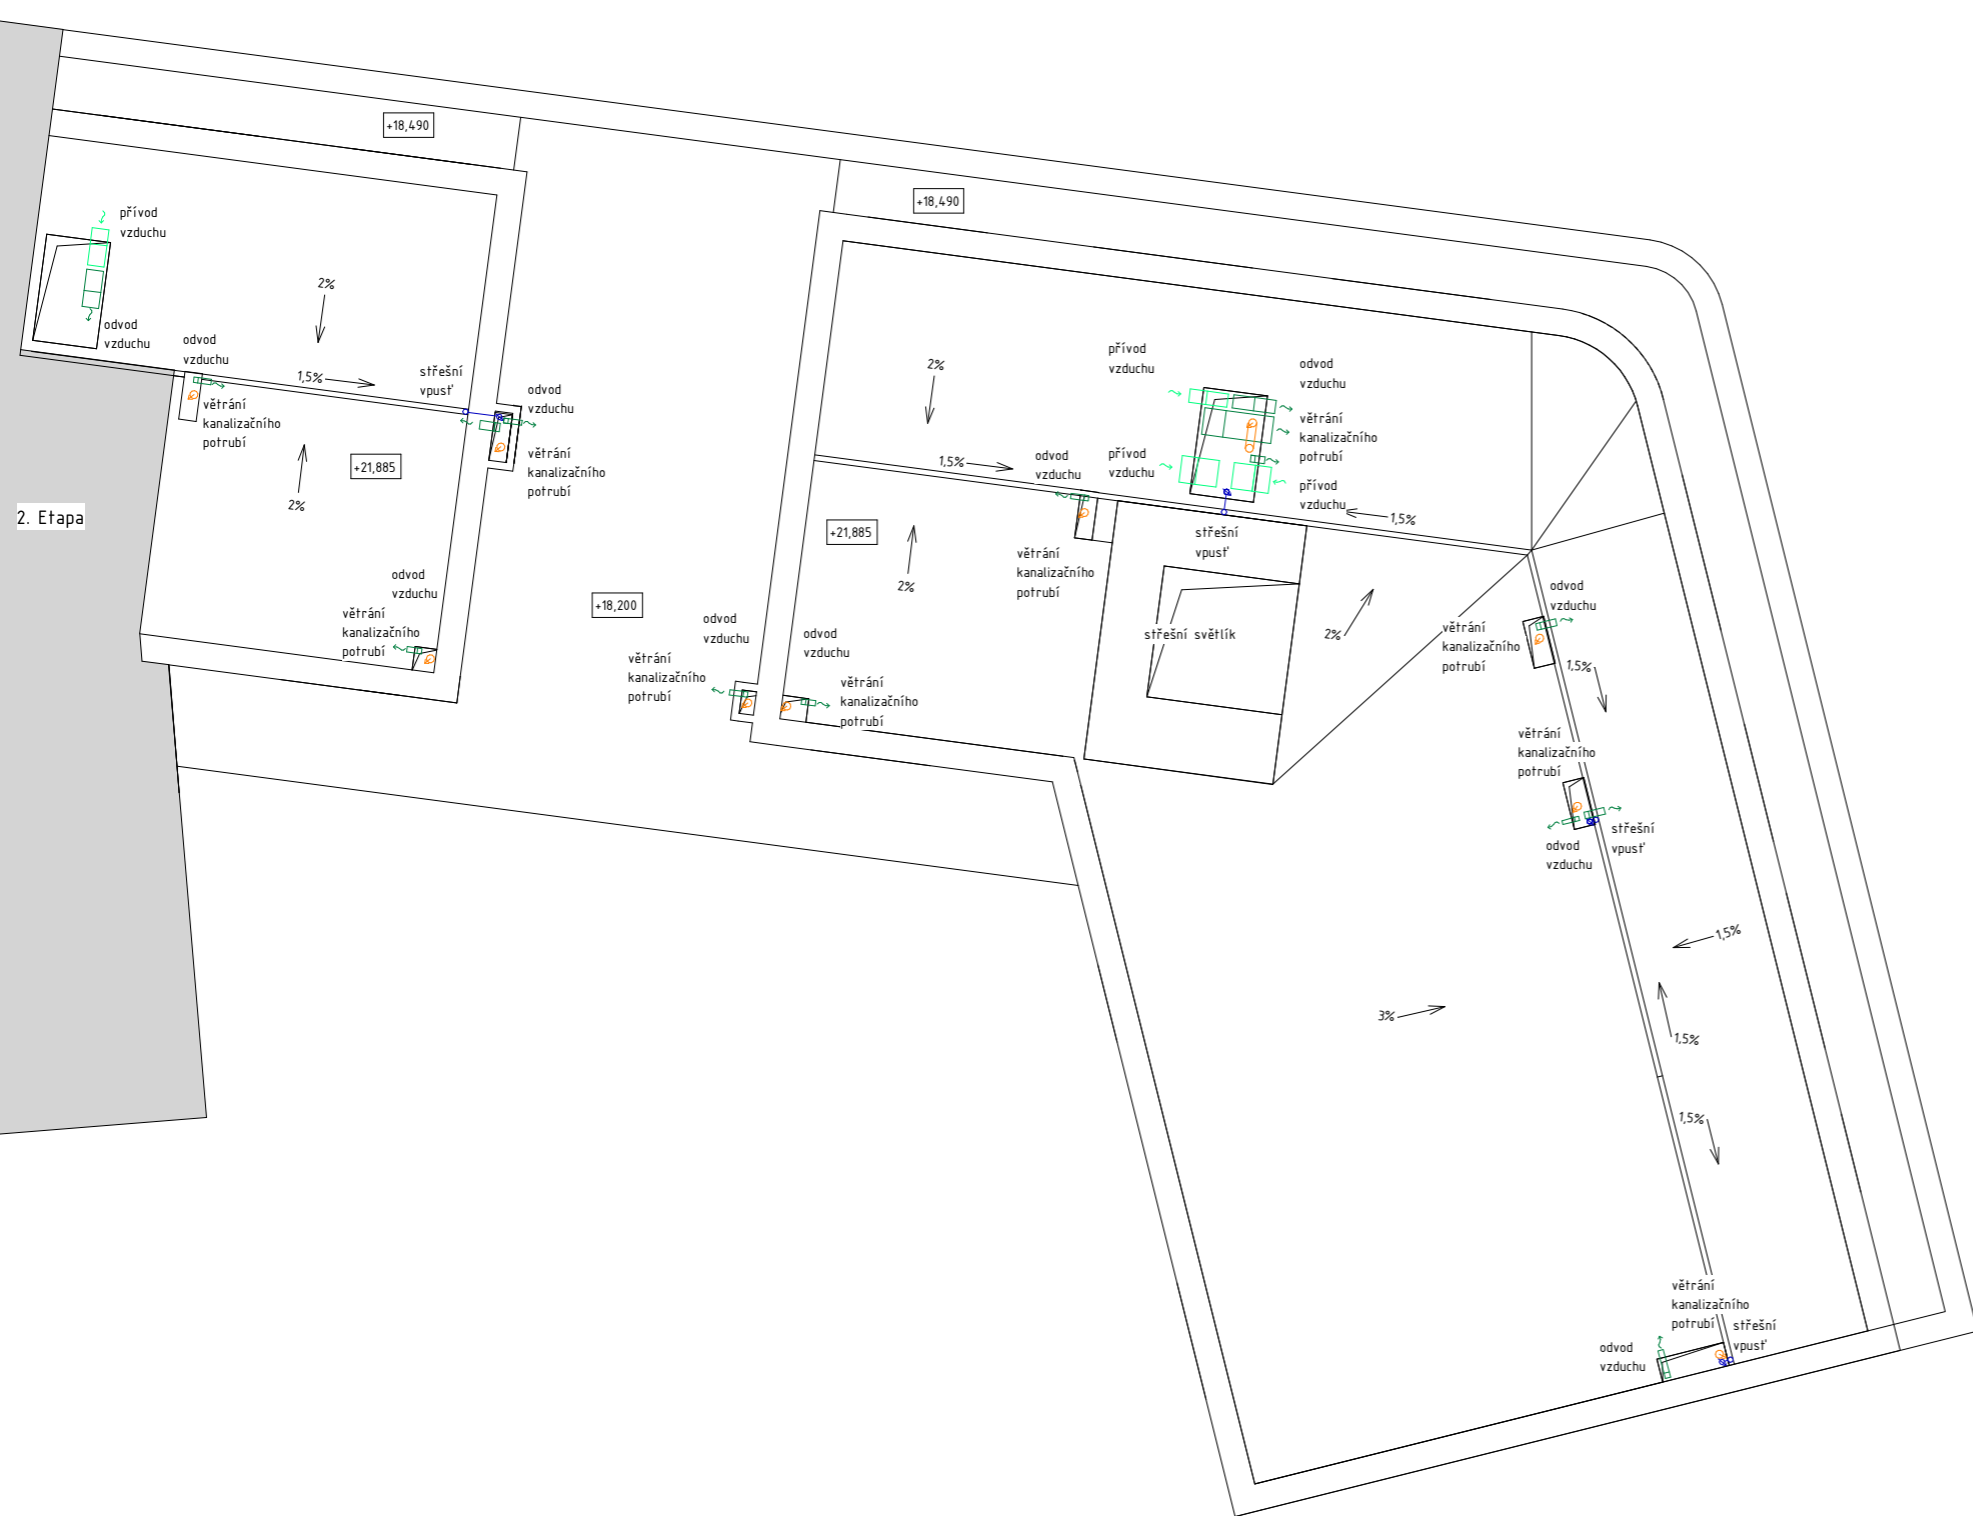 +18,490
+18,490
přívod
vzduchu
2%
odvod
vzduchu
odvod
vzduchu
1,5%
střešní
vpusť
odvod
vzduchu
větrání
kanalizačního
potrubí
větrání
kanalizačního
potrubí
+21,885
2%
2. Etapa
odvod
vzduchu
větrání
kanalizačního
potrubí
+18,200
2%
přívod
vzduchu
odvod
vzduchu
větrání
kanalizačního
potrubí
1,5%
odvod
vzduchu
přívod
vzduchu
přívod
vzduchu
1,5%
+21,885
střešní
vpusť
větrání
kanalizačního
potrubí
2%
odvod
vzduchu
odvod
vzduchu
větrání
kanalizačního
potrubí
větrání
kanalizačního
potrubí
střešní světlík
2%
odvod
vzduchu
větrání
kanalizačního
potrubí
1,5%
větrání
kanalizačního
potrubí
střešní
vpusť
odvod
vzduchu
1,5%
3%
1,5%
1,5%
větrání
kanalizačního
potrubí
střešní
vpusť
odvod
vzduchu